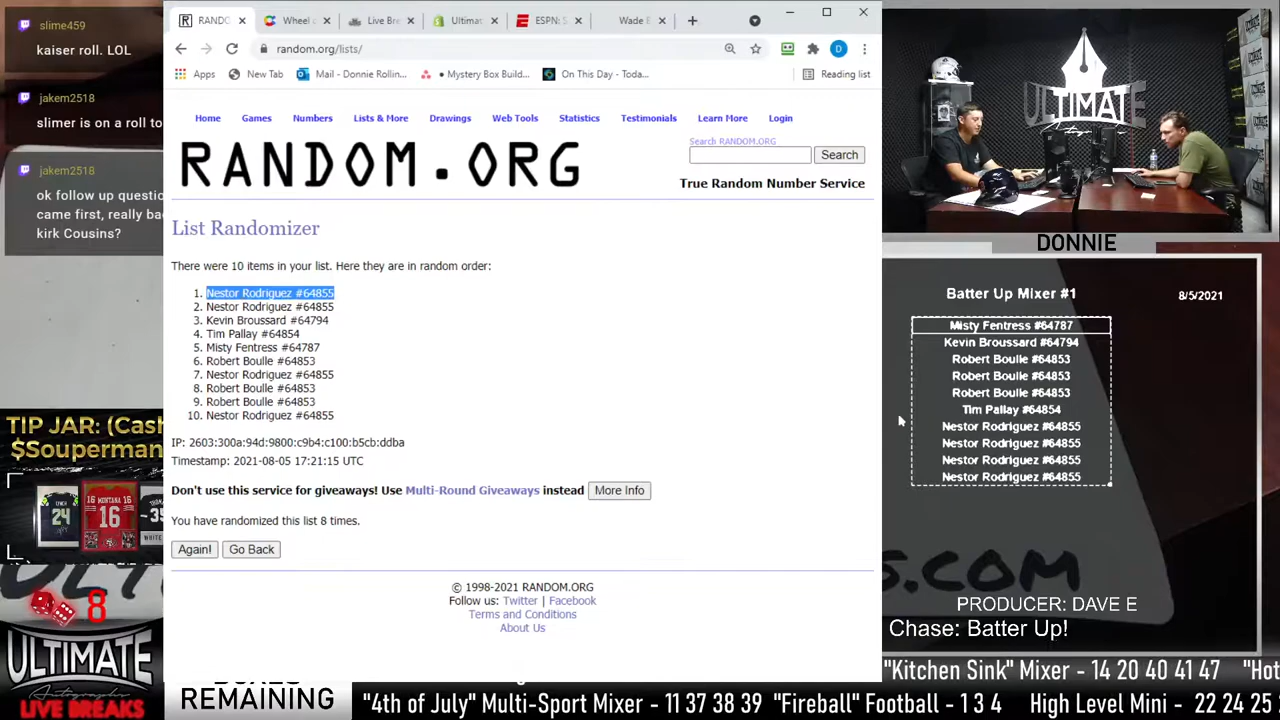 slime459
kaiser roll. LOL
jakem2518
slimer is on a roll to
jakem2518
ok follow up questio
came first, really ba
kirk Cousins?
RANDO
Wheel o
Live Bre
Ultimat
ESPN: S
Wade B
random.org/lists/
Apps
New Tab
Mail - Donnie Rollin...
Mystery Box Build...
On This Day - Toda...
Reading list
Home
Games
Numbers
Lists & More
Drawings
Web Tools
Statistics
Testimonials
Learn More
Login
RANDOM.ORG
Search RANDOM.ORG
Search
True Random Number Service
List Randomizer
There were 10 items in your list. Here they are in random order:
1. Nestor Rodriguez #64855
2. Nestor Rodriguez #64855
3. Kevin Broussard #64794
4. Tim Pallay #64854
5. Misty Fentress #64787
6. Robert Boulle #64853
7. Nestor Rodriguez #64855
8. Robert Boulle #64853
9. Robert Boulle #64853
10. Nestor Rodriguez #64855
IP: 2603:300a:94d:9800:c9b4:c100:b5cb:ddba
Timestamp: 2021-08-05 17:21:15 UTC
Don't use this service for giveaways! Use Multi-Round Giveaways instead
More Info
You have randomized this list 8 times.
Again!
Go Back
© 1998-2021 RANDOM.ORG
Follow us: Twitter | Facebook
Terms and Conditions
About Us
ULTIMATE
DONNIE
Batter Up Mixer #1
8/5/2021
Misty Fentress #64787
Kevin Broussard #64794
Robert Boulle #64853
Robert Boulle #64853
Robert Boulle #64853
Tim Pallay #64854
Nestor Rodriguez #64855
Nestor Rodriguez #64855
Nestor Rodriguez #64855
Nestor Rodriguez #64855
S.COM
PRODUCER: DAVE E
Chase: Batter Up!
TIP JAR: (Cash
$Souperman
LYNCH
24
16 MONTANA 16
16
WHITE
8
ULTIMATE
Autographs
LIVE BREAKS
REMAINING
"Kitchen Sink" Mixer - 14 20 40 41 47 "Hot
"4th of July" Multi-Sport Mixer - 11 37 38 39 "Fireball" Football - 1 3 4 High Level Mini - 22 24 25